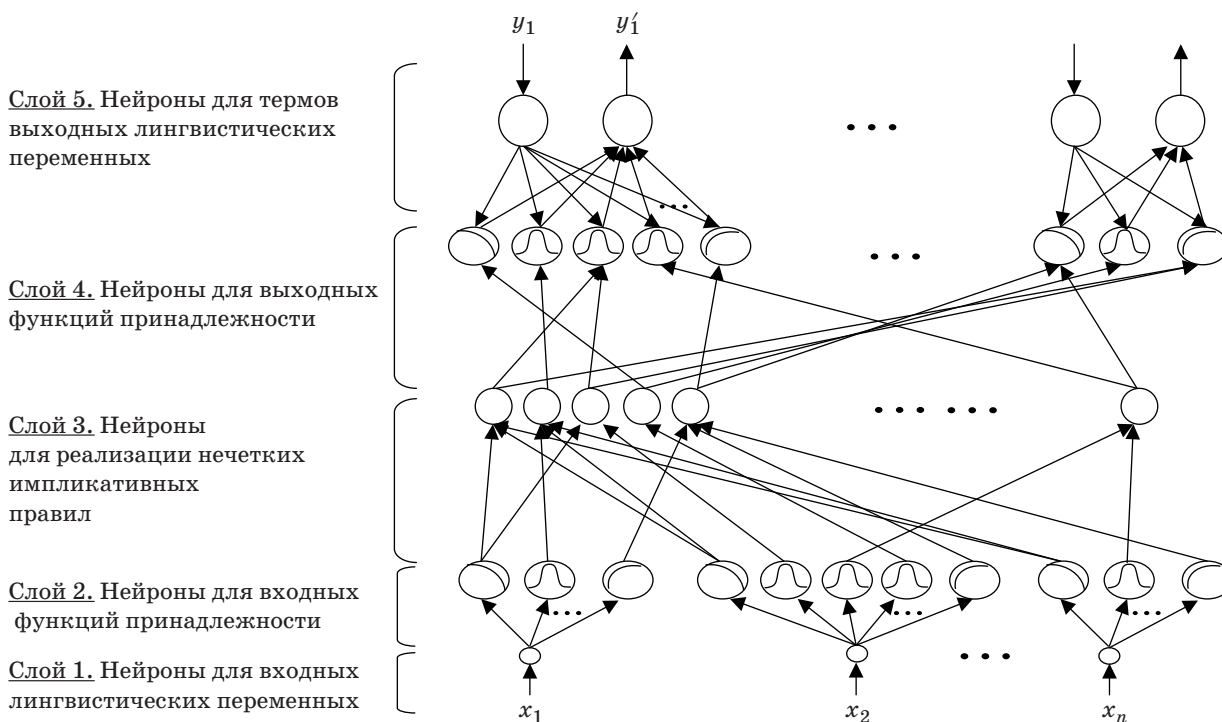 y₁ y′₁
Слой 5. Нейроны для термов
выходных лингвистических
переменных
Слой 4. Нейроны для выходных
функций принадлежности
Слой 3. Нейроны
для реализации нечетких
импликативных
правил
Слой 2. Нейроны для входных
функций принадлежности
Слой 1. Нейроны для входных
лингвистических переменных
x₁ x₂ xₙ